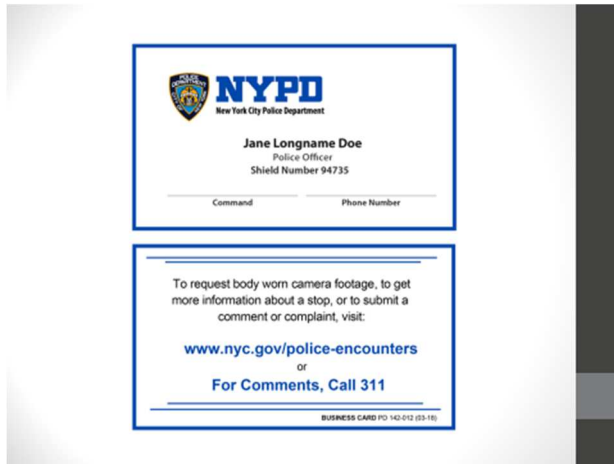 NYPD
New York City Police Department
Jane Longname Doe
Police Officer
Shield Number 94735
Command Phone Number
To request body worn camera footage, to get
more information about a stop, or to submit a
comment or complaint, visit:
www.nyc.gov/police-encounters
or
For Comments, Call 311
BUSINESS CARD PD 142-012 (03-18)